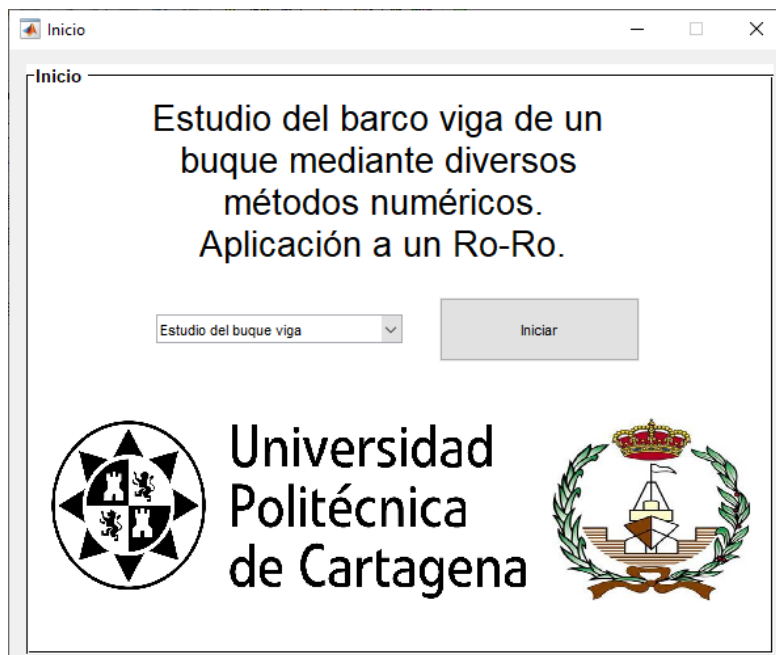 Inicio
Inicio
Estudio del barco viga de un
buque mediante diversos
métodos numéricos.
Aplicación a un Ro-Ro.
Estudio del buque viga
Iniciar
Universidad
Politécnica
de Cartagena